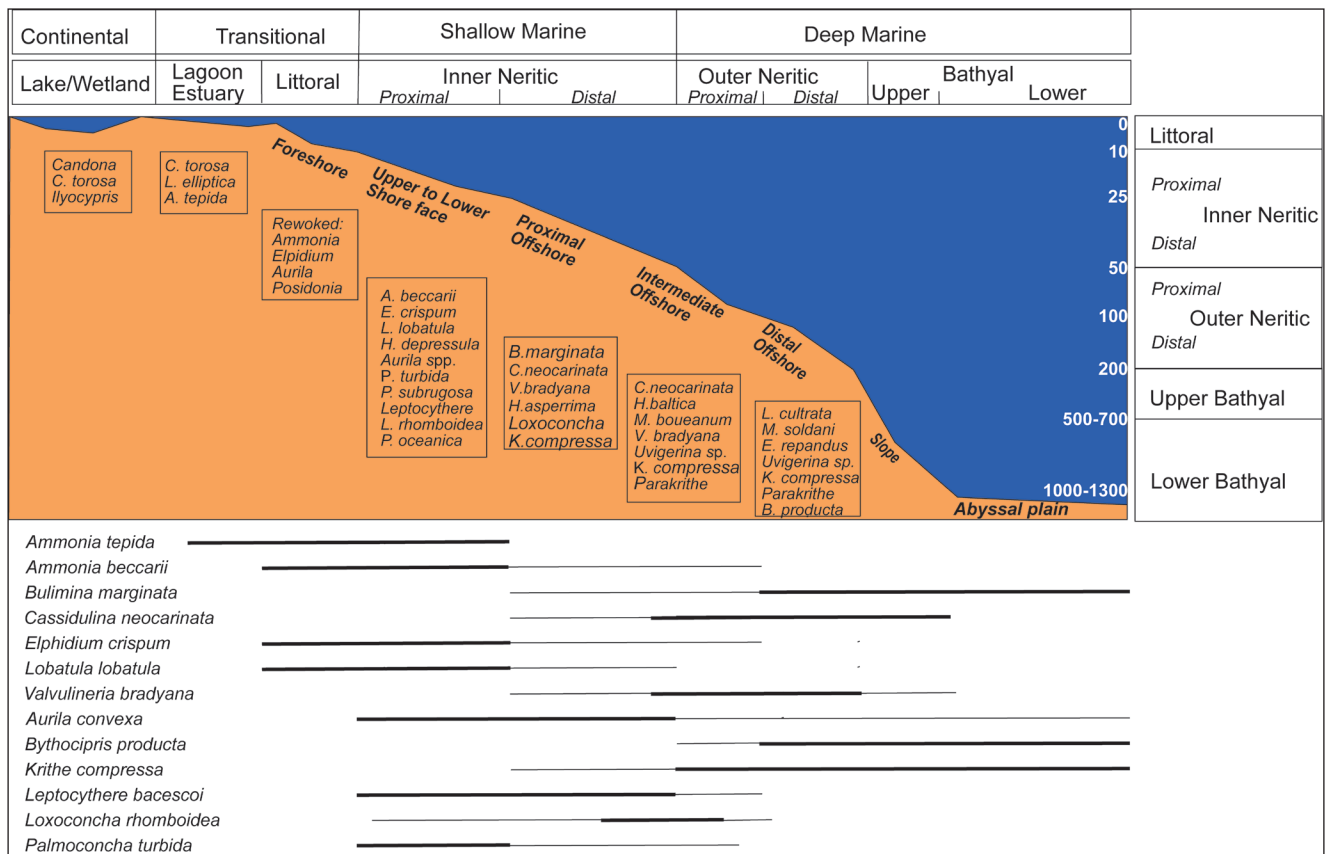 Continental Transitional Shallow Marine Deep Marine
Lake/Wetland
Lagoon
Estuary
Littoral
Inner Neritic
Proximal Distal
Outer Neritic
Proximal Distal
Bathyal
Upper Lower
0
10
25
50
100
200
500-700
1000-1300
Littoral
Proximal
Inner Neritic
Distal
Proximal
Outer Neritic
Distal
Upper Bathyal
Lower Bathyal
Foreshore
Upper to Lower
Shore face
Proximal
Offshore
Intermediate
Offshore
Distal
Offshore
Slope
Abyssal plain
Candona
C. torosa
Ilyocypris
C. torosa
L. elliptica
A. tepida
Rewoked:
Ammonia
Elpidium
Aurila
Posidonia
A. beccarii
E. crispum
L. lobatula
H. depressula
Aurila spp.
P. turbida
P. subrugosa
Leptocythere
L. rhomboidea
P. oceanica
B.marginata
C.neocarinata
V.bradyana
H.asperrima
Loxoconcha
K.compressa
C.neocarinata
H.baltica
M. boueanum
V. bradyana
Uvigerina sp.
K. compressa
Parakrithe
L. cultrata
M. soldani
E. repandus
Uvigerina sp.
K. compressa
Parakrithe
B. producta
Ammonia tepida
Ammonia beccarii
Bulimina marginata
Cassidulina neocarinata
Elphidium crispum
Lobatula lobatula
Valvulineria bradyana
Aurila convexa
Bythocipris producta
Krithe compressa
Leptocythere bacescoi
Loxoconcha rhomboidea
Palmoconcha turbida